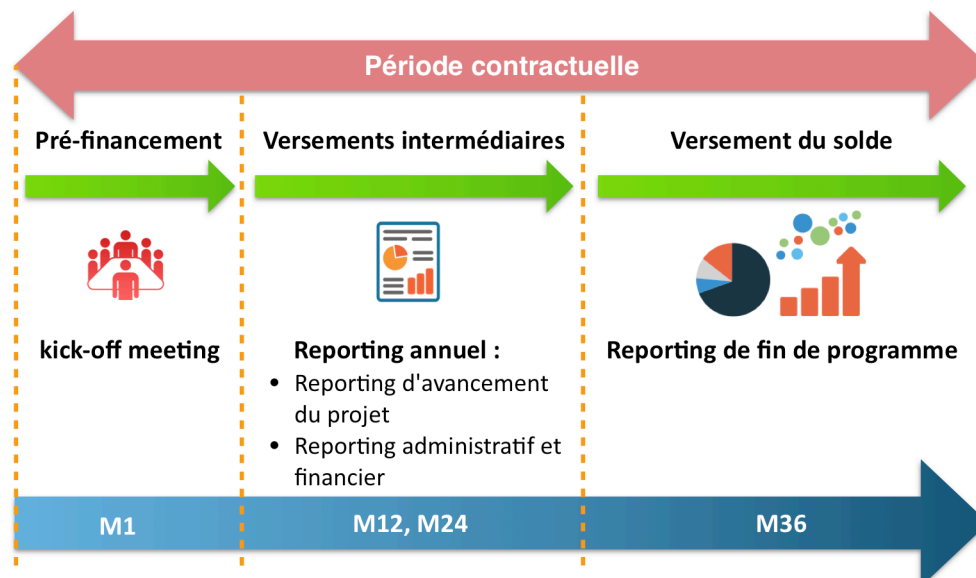 Période contractuelle
Pré-financement
Versements intermédiaires
Versement du solde
kick-off meeting
Reporting annuel :
• Reporting d'avancement
du projet
• Reporting administratif et
financier
Reporting de fin de programme
M1
M12, M24
M36